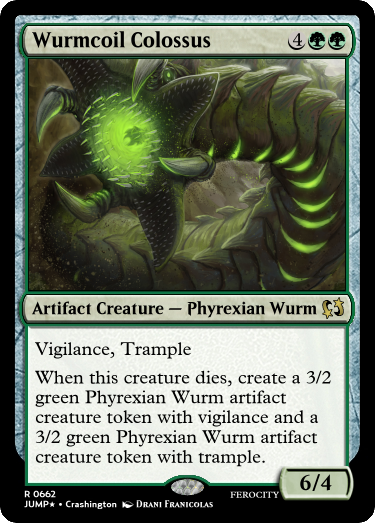 Wurmcoil Colossus 4
Artifact Creature — Phyrexian Wurm
Vigilance, Trample
When this creature dies, create a 3/2
green Phyrexian Wurm artifact
creature token with vigilance and a
3/2 green Phyrexian Wurm artifact
creature token with trample.
6/4
R 0662
JUMP★ • Crashington Drani Franicolas
FEROCITY